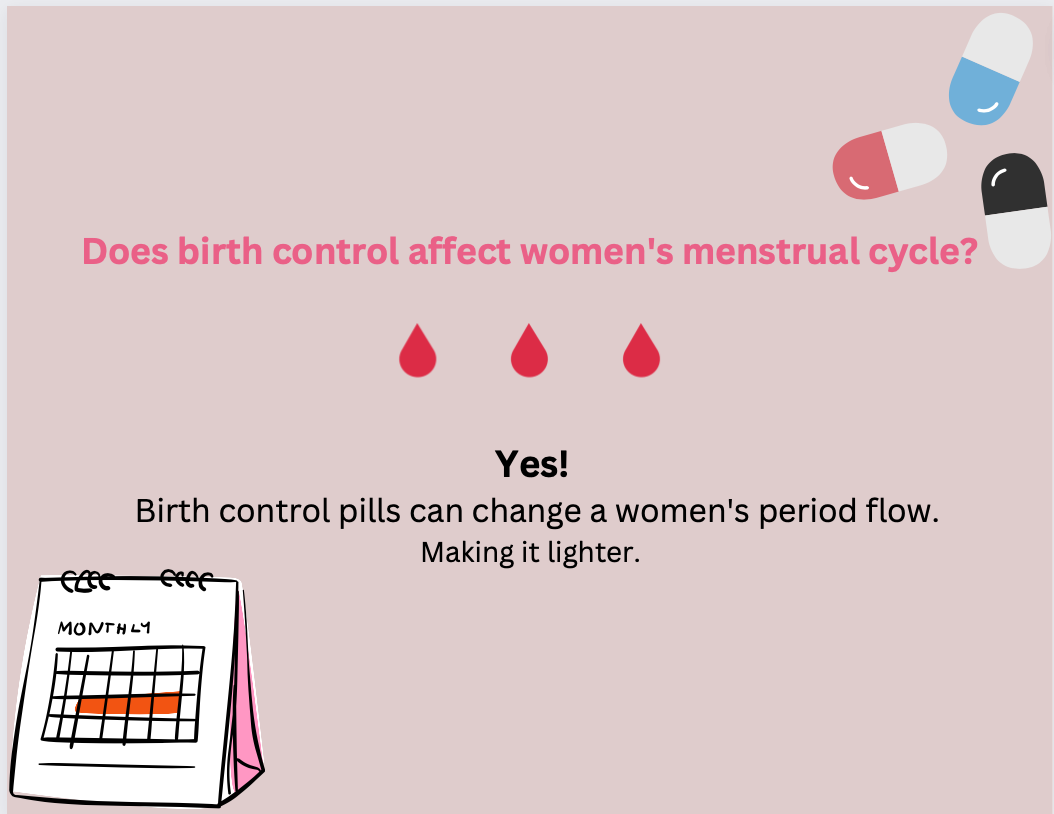 Does birth control affect women's menstrual cycle?
Yes!
Birth control pills can change a women's period flow.
Making it lighter.
MONTHLY